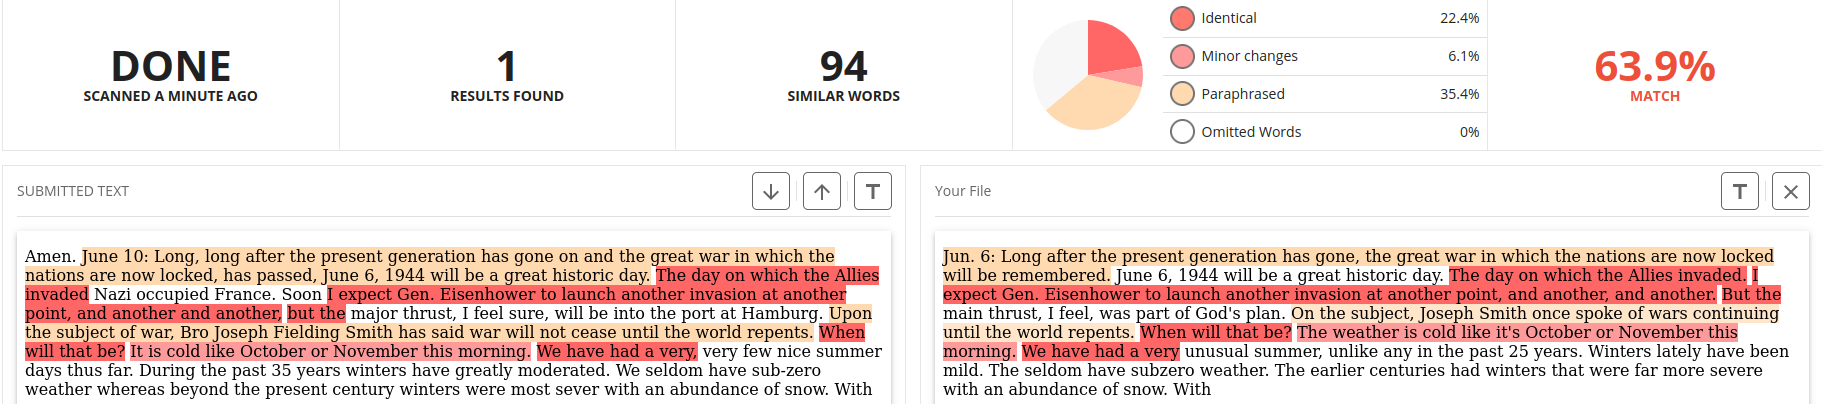 DONE
SCANNED A MINUTE AGO
1
RESULTS FOUND
94
SIMILAR WORDS
Identical 22.4%
Minor changes 6.1%
Paraphrased 35.4%
Omitted Words 0%
63.9%
MATCH
SUBMITTED TEXT
T
Amen. June 10: Long, long after the present generation has gone on and the great war in which the
nations are now locked, has passed, June 6, 1944 will be a great historic day. The day on which the Allies
invaded Nazi occupied France. Soon I expect Gen. Eisenhower to launch another invasion at another
point, and another and another, but the major thrust, I feel sure, will be into the port at Hamburg. Upon
the subject of war, Bro Joseph Fielding Smith has said war will not cease until the world repents. When
will that be? It is cold like October or November this morning. We have had a very, very few nice summer
days thus far. During the past 35 years winters have greatly moderated. We seldom have sub-zero
weather whereas beyond the present century winters were most sever with an abundance of snow. With
Your File
T
Jun. 6: Long after the present generation has gone, the great war in which the nations are now locked
will be remembered. June 6, 1944 will be a great historic day. The day on which the Allies invaded. I
expect Gen. Eisenhower to launch another invasion at another point, and another, and another. But the
main thrust, I feel, was part of God's plan. On the subject, Joseph Smith once spoke of wars continuing
until the world repents. When will that be? The weather is cold like it's October or November this
morning. We have had a very unusual summer, unlike any in the past 25 years. Winters lately have been
mild. The seldom have subzero weather. The earlier centuries had winters that were far more severe
with an abundance of snow. With